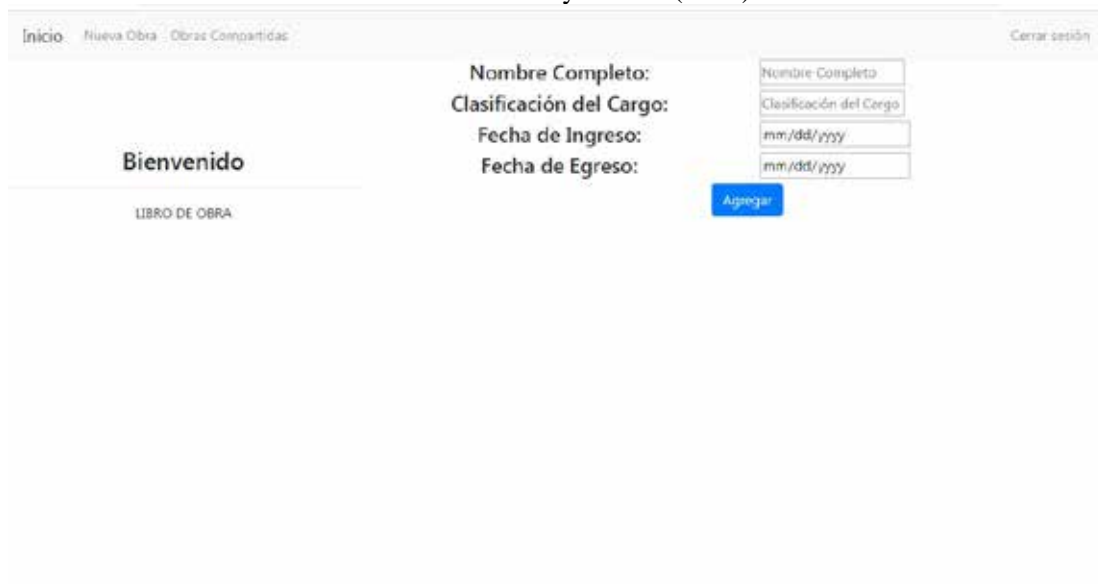 Inicio Nueva Obra Obras Compartidas Cerrar sesión
Nombre Completo: Nombre Completo
Clasificación del Cargo: Clasificación del Cargo
Fecha de Ingreso: mm/dd/yyyy
Fecha de Egreso: mm/dd/yyyy
Bienvenido
Agregar
LIBRO DE OBRA